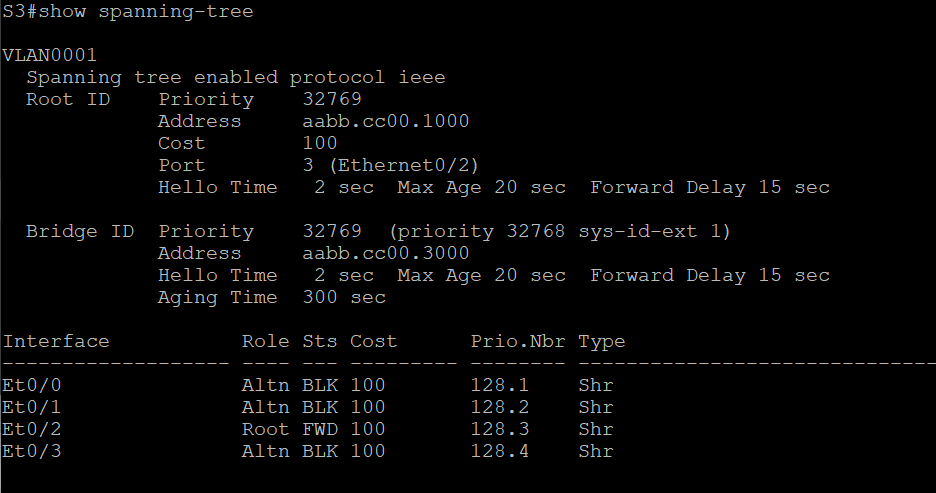 S3#show spanning-tree
VLAN0001
Spanning tree enabled protocol ieee
Root ID Priority 32769
Address aabb.cc00.1000
Cost 100
Port 3 (Ethernet0/2)
Hello Time 2 sec Max Age 20 sec Forward Delay 15 sec
Bridge ID Priority 32769 (priority 32768 sys-id-ext 1)
Address aabb.cc00.3000
Hello Time 2 sec Max Age 20 sec Forward Delay 15 sec
Aging Time 300 sec
Interface Role Sts Cost Prio.Nbr Type
------------------- ---- --- --------- -------- --------------------------------
Et0/0 Altn BLK 100 128.1 Shr
Et0/1 Altn BLK 100 128.2 Shr
Et0/2 Root FWD 100 128.3 Shr
Et0/3 Altn BLK 100 128.4 Shr